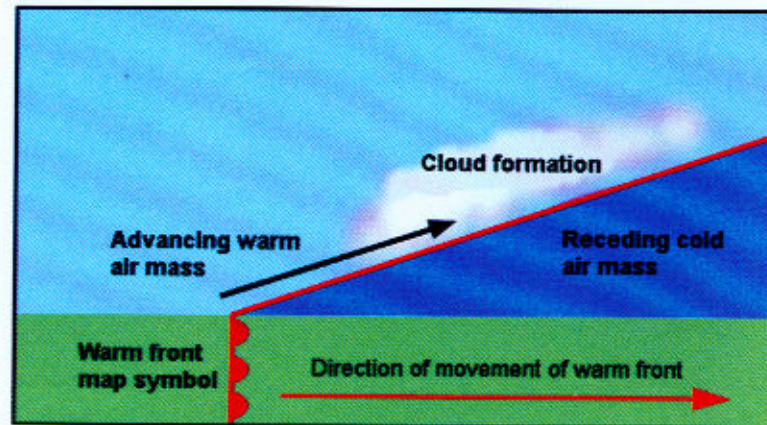 Cloud formation
Advancing warm
air mass
Receding cold
air mass
Warm front
map symbol
Direction of movement of warm front